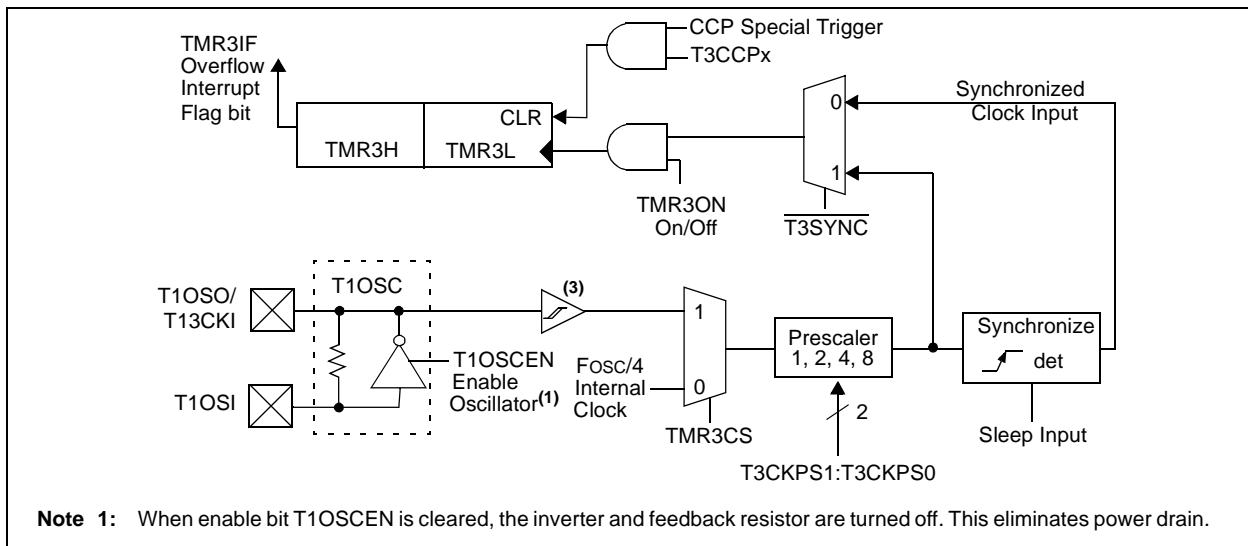 TMR3IF
Overflow
Interrupt
Flag bit
CCP Special Trigger
T3CCPx
CLR
TMR3H
TMR3L
TMR3ON
On/Off
0
1
T3SYNC
Synchronized
Clock Input
T1OSO/
T13CKI
T1OSI
T1OSC
T1OSCEN
Enable
Oscillator(1)
(3)
FOSC/4
Internal
Clock
1
0
TMR3CS
Prescaler
1, 2, 4, 8
2
T3CKPS1:T3CKPS0
Synchronize
det
Sleep Input
Note 1: When enable bit T1OSCEN is cleared, the inverter and feedback resistor are turned off. This eliminates power drain.